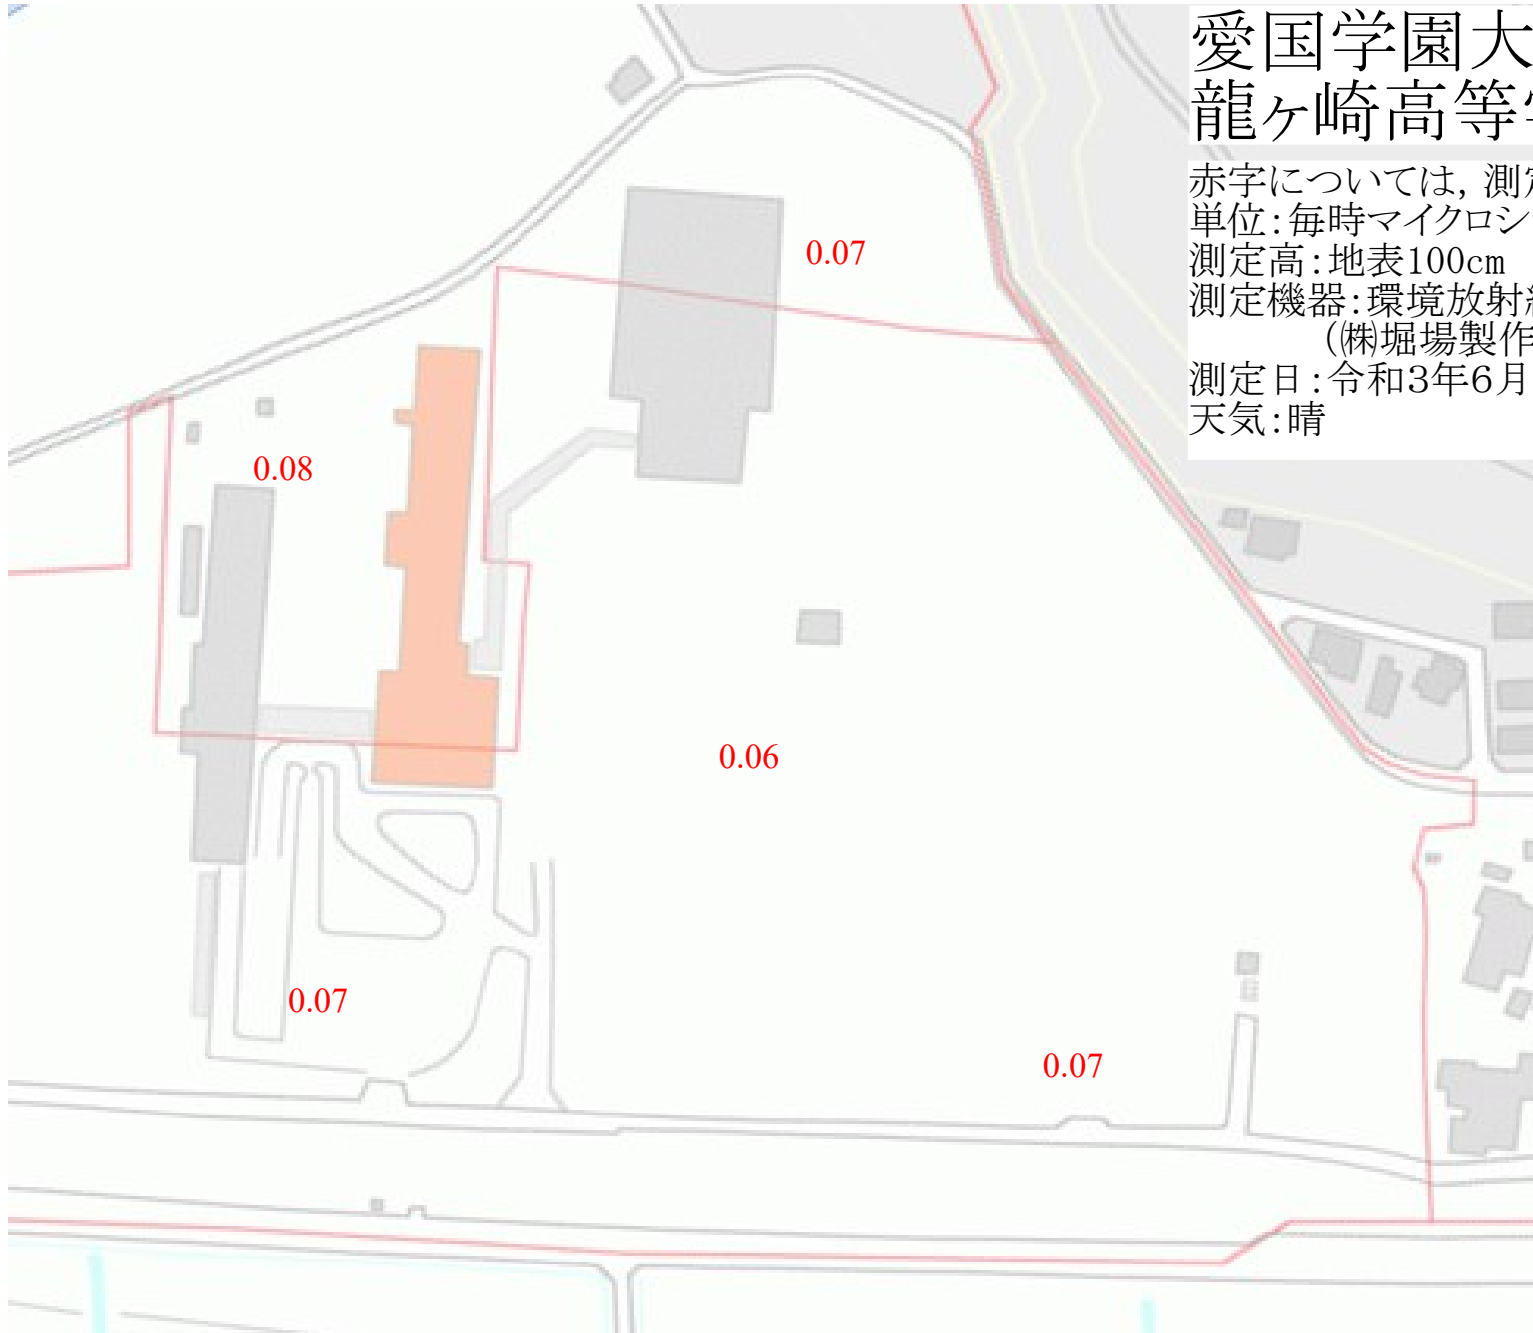 愛国学園大
龍ヶ崎高等
赤字については, 測定
単位:毎時マイクロシ
測定高:地表100cm
測定機器:環境放射
(㈱堀場製作
測定日:令和3年6月
天気:晴
0.07
0.08
0.06
0.07
0.07